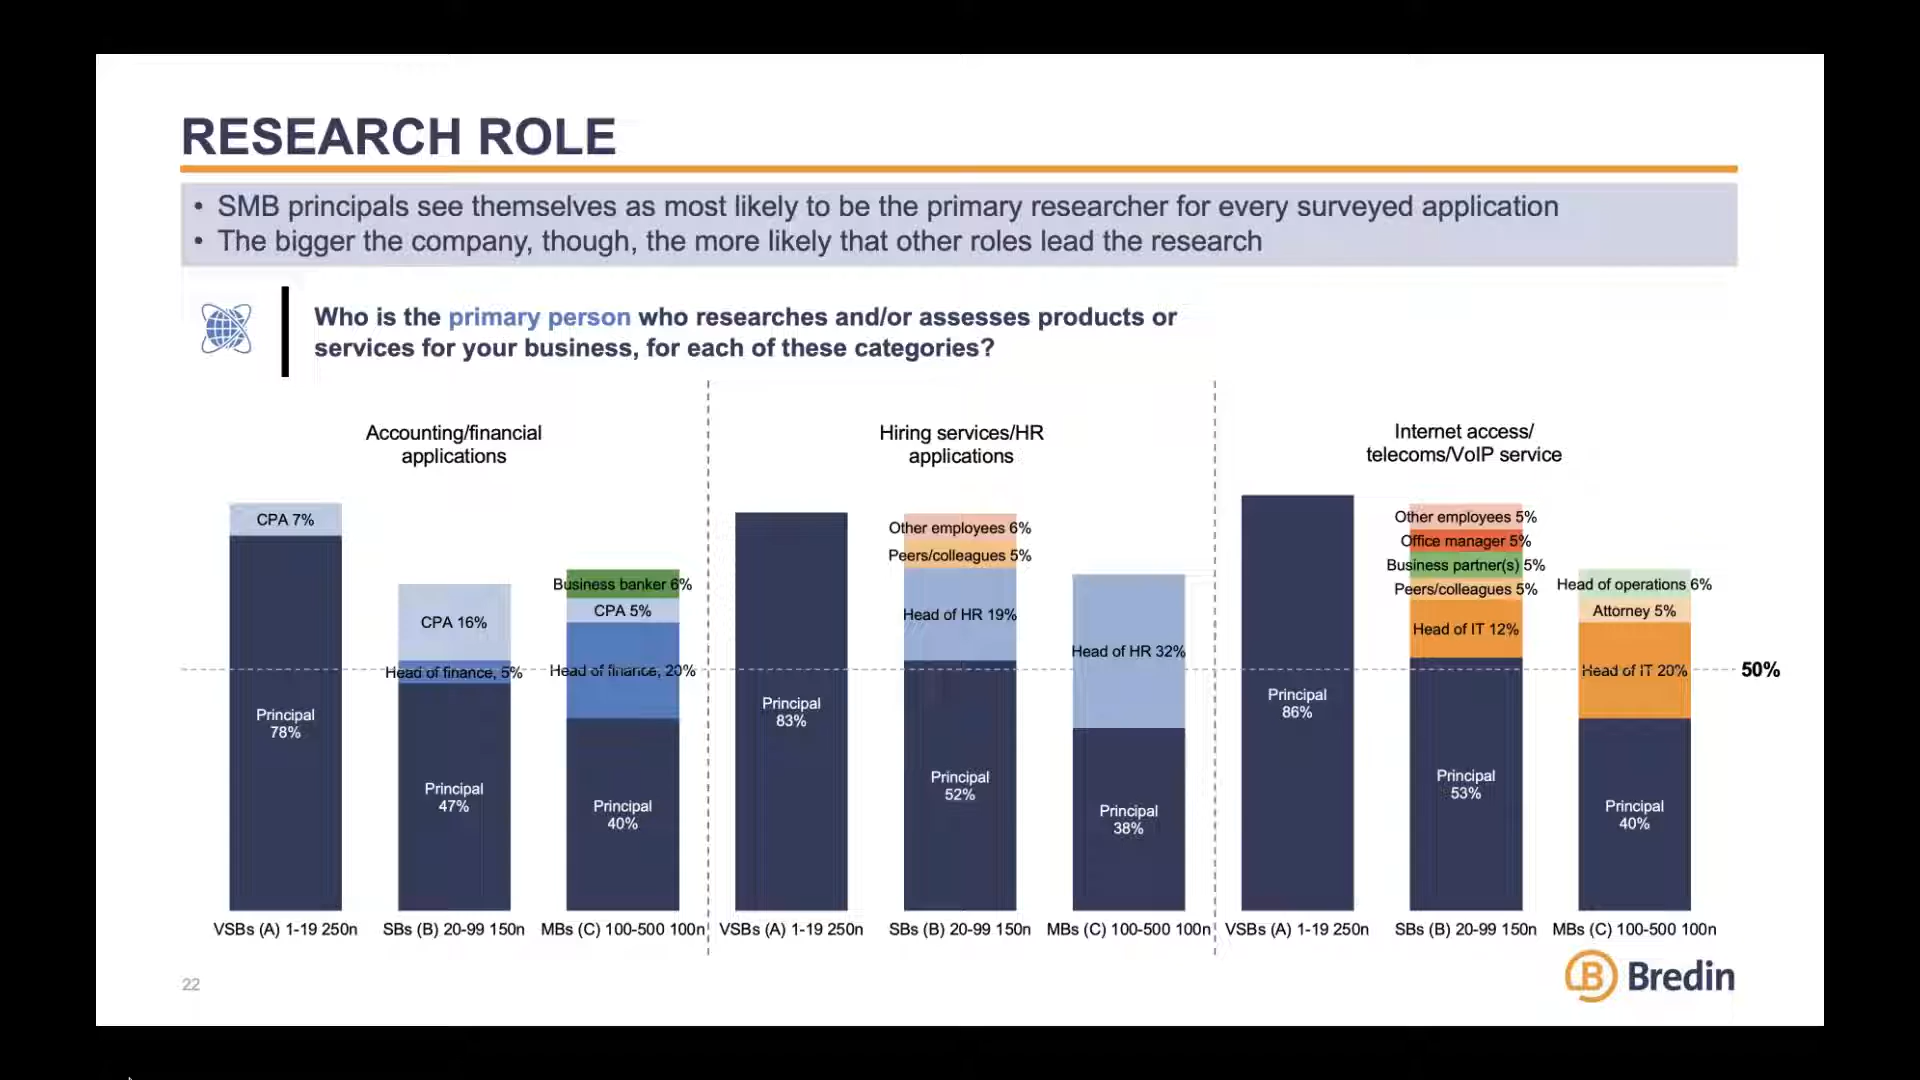 RESEARCH ROLE
• SMB principals see themselves as most likely to be the primary researcher for every surveyed application
• The bigger the company, though, the more likely that other roles lead the research
Who is the primary person who researches and/or assesses products or
services for your business, for each of these categories?
Accounting/financial
applications
CPA 7%
Principal
78%
VSBs (A) 1-19 250n
CPA 16%
Head of finance, 5%
Principal
47%
SBs (B) 20-99 150n
Business banker 6%
CPA 5%
Head of finance, 20%
Principal
40%
MBs (C) 100-500 100n
Hiring services/HR
applications
Principal
83%
VSBs (A) 1-19 250n
Other employees 6%
Peers/colleagues 5%
Head of HR 19%
Principal
52%
SBs (B) 20-99 150n
Head of HR 32%
Principal
38%
MBs (C) 100-500 100n
Internet access/
telecoms/VoIP service
Principal
86%
VSBs (A) 1-19 250n
Other employees 5%
Office manager 5%
Business partner(s) 5%
Peers/colleagues 5%
Head of IT 12%
Principal
53%
SBs (B) 20-99 150n
Head of operations 6%
Attorney 5%
Head of IT 20%
Principal
40%
MBs (C) 100-500 100n
50%
22
B Bredin